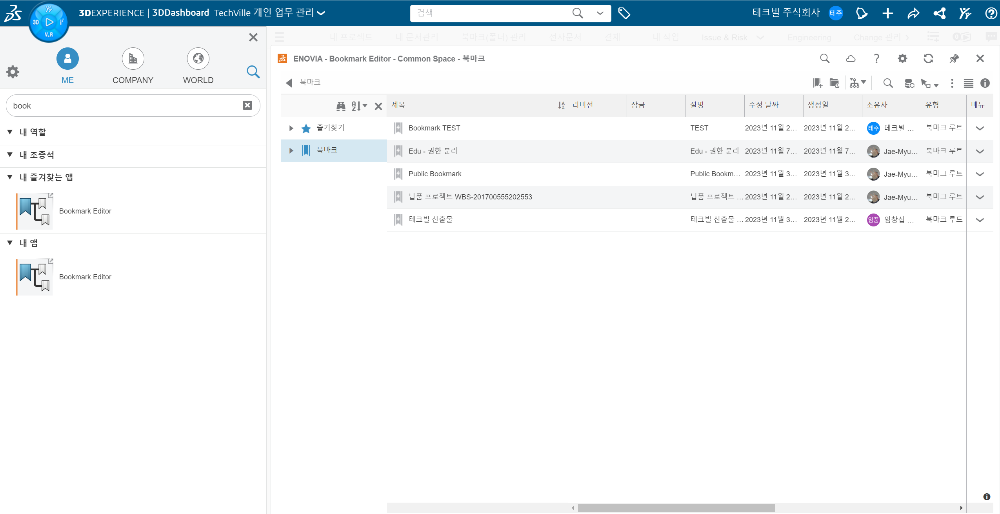 3DEXPERIENCE | 3DDashboard TechVille 개인 업무 관리
검색
테크빌 주식회사 테주
3D V.R
내 프로젝트 내 문서관리 북마크(폴더) 관리 전사문서 결재 내 작업 Issue & Risk Engineering Change 관리
ME COMPANY WORLD
book
내 역할
내 조종석
내 즐겨찾는 앱
Bookmark Editor
내 앱
Bookmark Editor
ENOVIA - Bookmark Editor - Common Space - 북마크
북마크
제목 리비전 잠금 설명 수정 날짜 생성일 소유자 유형 메뉴
즐겨찾기
북마크
Bookmark TEST TEST 2023년 11월 2... 2023년 11월 2... 테주 테크빌 ... 북마크 루트
Edu - 권한 분리 Edu - 권한 분리 2023년 11월 7... 2023년 11월 7... Jae-Myu... 북마크 루트
Public Bookmark Public Bookm... 2023년 11월 3... 2023년 11월 3... Jae-Myu... 북마크 루트
납품 프로젝트 WBS-201700555202553 납품 프로젝트 ... 2023년 11월 2... 2023년 11월 2... Jae-Myu... 북마크 루트
테크빌 산출물 테크빌 산출물 ... 2023년 11월 3... 2023년 11월 2... 임품 임창섭 ... 북마크 루트